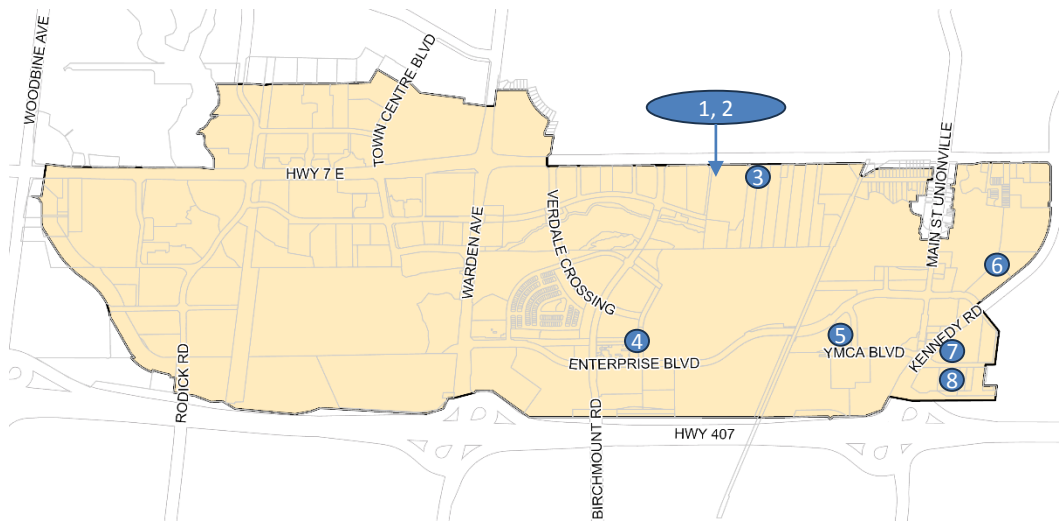 WOODBINE AVE
TOWN CENTRE BLVD
1, 2
HWY 7 E
3
MAIN ST UNIONVILLE
VERDALE CROSSING
WARDEN AVE
6
4
5
YMCA BLVD
KENNEDY RD
7
ENTERPRISE BLVD
8
RODICK RD
BIRCHMOUNT RD
HWY 407